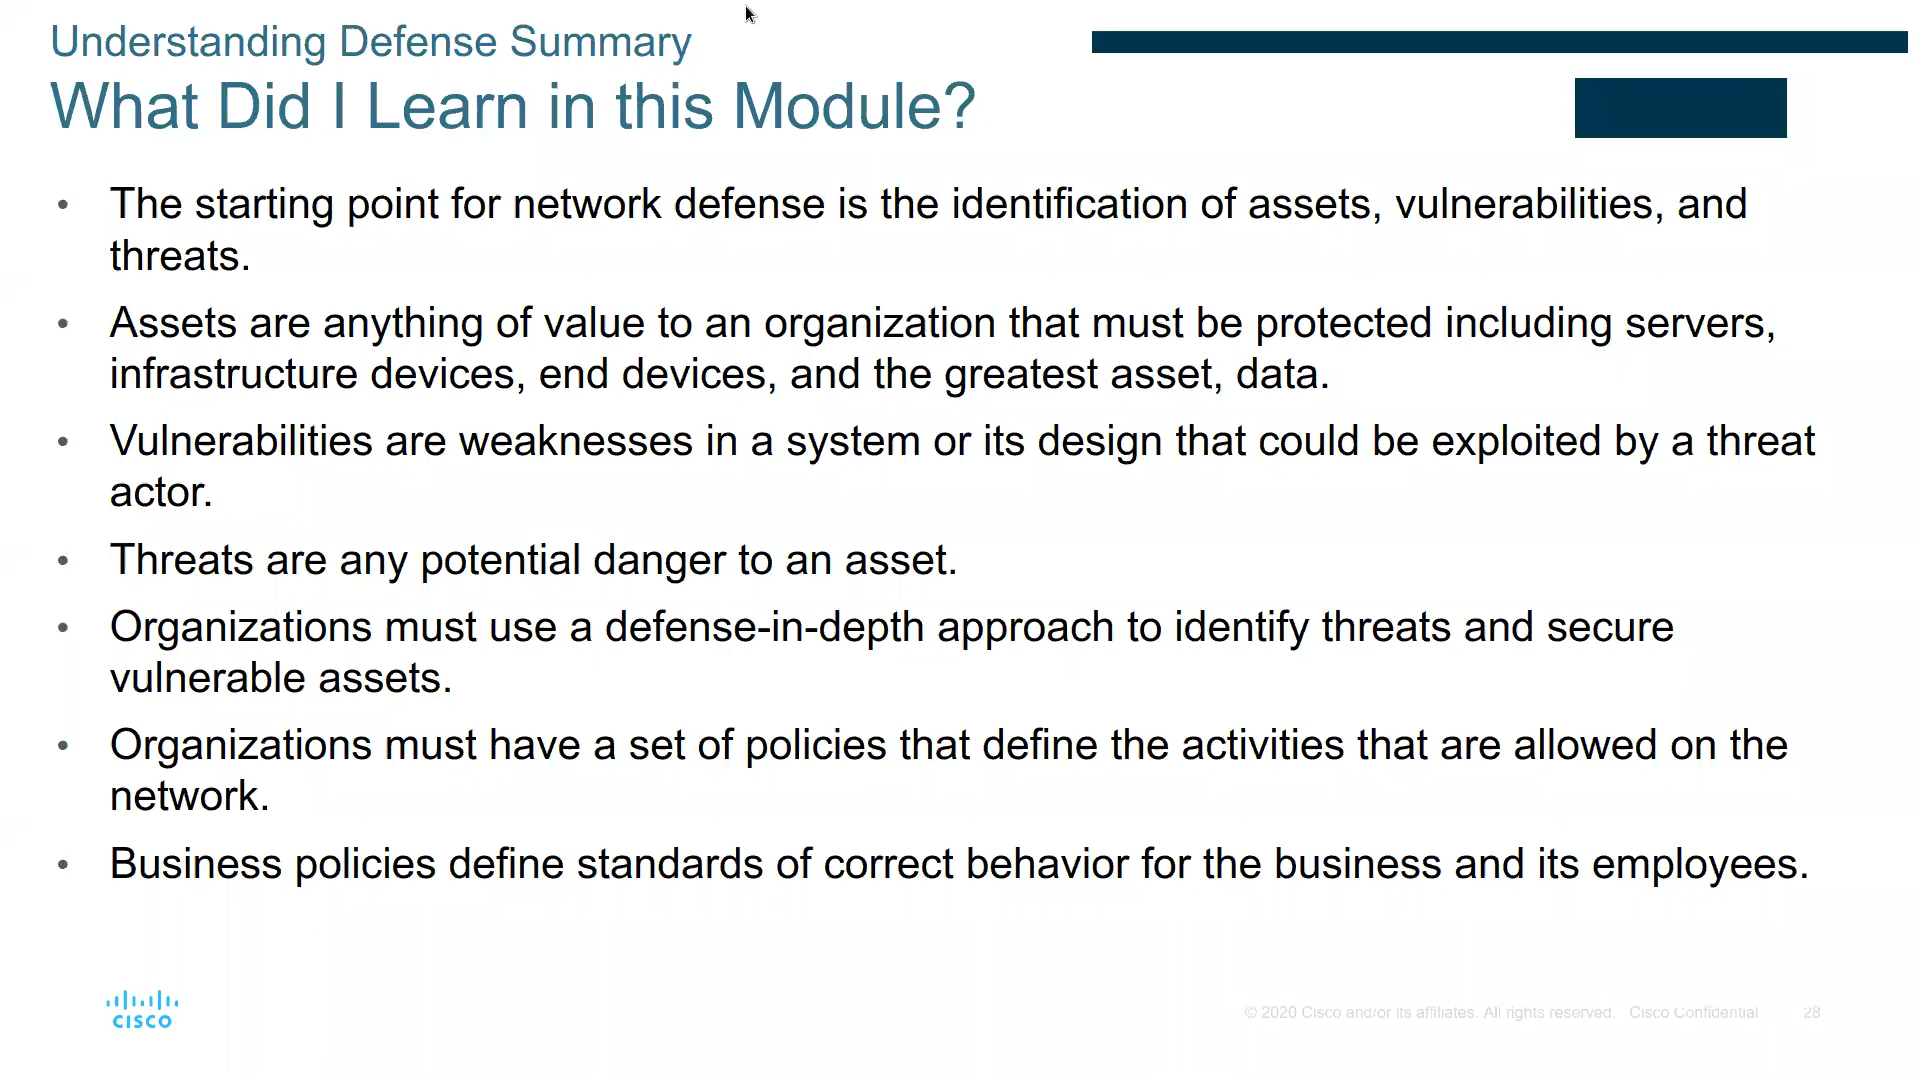 Understanding Defense Summary
What Did I Learn in this Module?
• The starting point for network defense is the identification of assets, vulnerabilities, and
threats.
• Assets are anything of value to an organization that must be protected including servers,
infrastructure devices, end devices, and the greatest asset, data.
• Vulnerabilities are weaknesses in a system or its design that could be exploited by a threat
actor.
• Threats are any potential danger to an asset.
• Organizations must use a defense-in-depth approach to identify threats and secure
vulnerable assets.
• Organizations must have a set of policies that define the activities that are allowed on the
network.
• Business policies define standards of correct behavior for the business and its employees.
CISCO
© 2020 Cisco and/or its affiliates. All rights reserved. Cisco Confidential 28